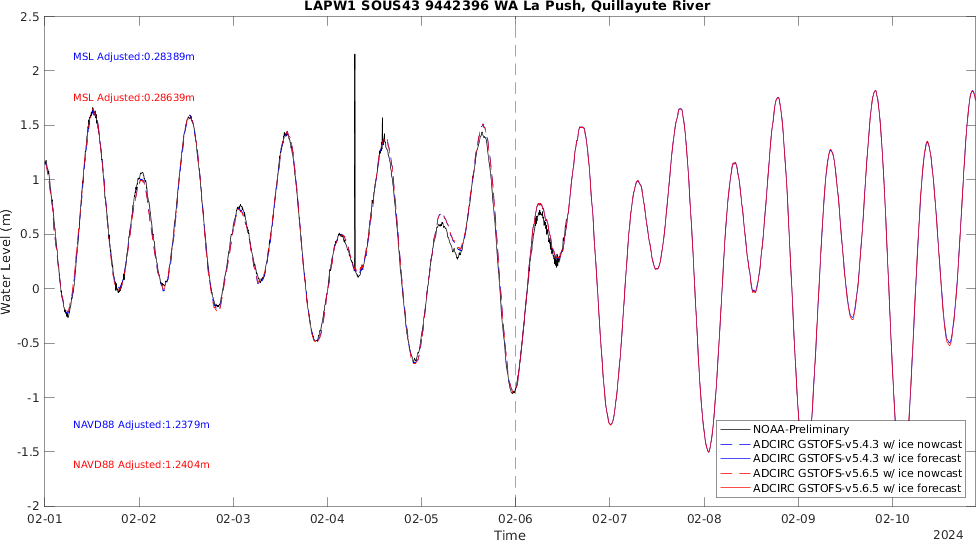 LAPW1 SOUS43 9442396 WA La Push, Quillayute River
2.5
2
1.5
1
0.5
0
-0.5
-1
-1.5
-2
Water Level (m)
MSL Adjusted:0.28389m
MSL Adjusted:0.28639m
NAVD88 Adjusted:1.2379m
NAVD88 Adjusted:1.2404m
NOAA-Preliminary
ADCIRC GSTOFS-v5.4.3 w/ ice nowcast
ADCIRC GSTOFS-v5.4.3 w/ ice forecast
ADCIRC GSTOFS-v5.6.5 w/ ice nowcast
ADCIRC GSTOFS-v5.6.5 w/ ice forecast
02-01 02-02 02-03 02-04 02-05 02-06 02-07 02-08 02-09 02-10
Time
2024